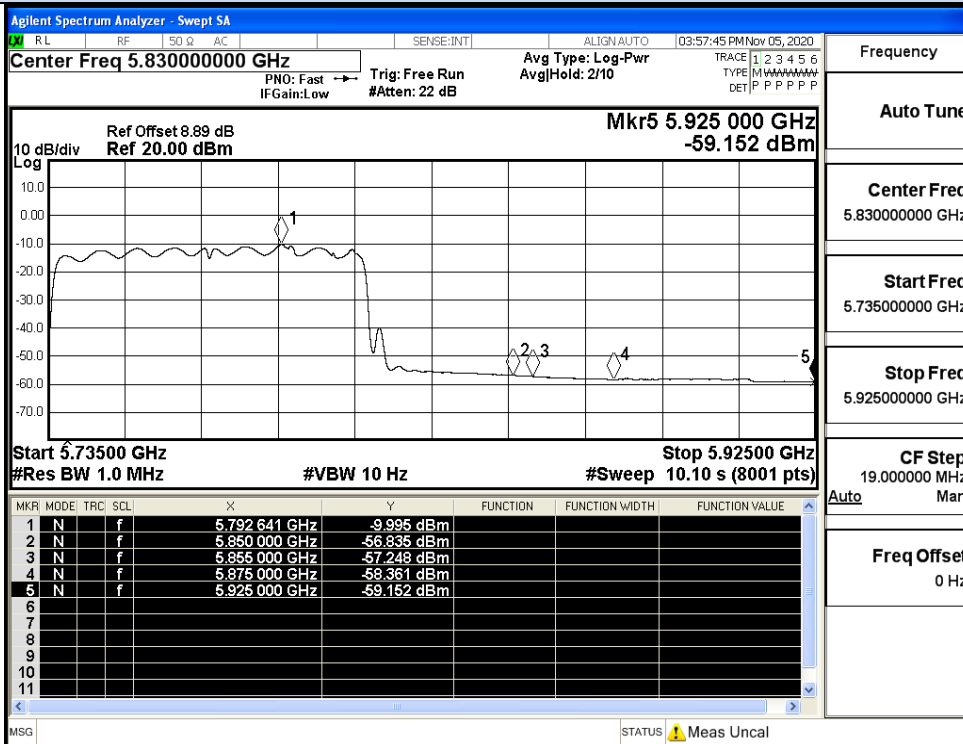 Agilent Spectrum Analyzer - Swept SA
LXI RL RF 50 Ω AC SENSE:INT ALIGN AUTO 03:57:45 PM Nov 05, 2020
Center Freq 5.830000000 GHz
PNO: Fast
IFGain:Low
Trig: Free Run
#Atten: 22 dB
Avg Type: Log-Pwr
Avg|Hold: 2/10
TRACE 1 2 3 4 5 6
TYPE M WWWWW
DET P P P P P P
Ref Offset 8.89 dB
Ref 20.00 dBm
10 dB/div
Log
Mkr5 5.925 000 GHz
-59.152 dBm
10.0
0.00
-10.0
-20.0
-30.0
-40.0
-50.0
-60.0
-70.0
1
2
3
4
5
Start 5.73500 GHz
Stop 5.92500 GHz
#Res BW 1.0 MHz
#VBW 10 Hz
#Sweep 10.10 s (8001 pts)
MKR MODE TRC SCL X Y FUNCTION FUNCTION WIDTH FUNCTION VALUE
1 N f 5.792 641 GHz -9.995 dBm
2 N f 5.850 000 GHz -56.835 dBm
3 N f 5.855 000 GHz -57.248 dBm
4 N f 5.875 000 GHz -58.361 dBm
5 N f 5.925 000 GHz -59.152 dBm
6
7
8
9
10
11
MSG
STATUS Meas Uncal
Frequency
Auto Tune
Center Freq
5.830000000 GHz
Start Freq
5.735000000 GHz
Stop Freq
5.925000000 GHz
CF Step
19.000000 MHz
Auto Man
Freq Offset
0 Hz